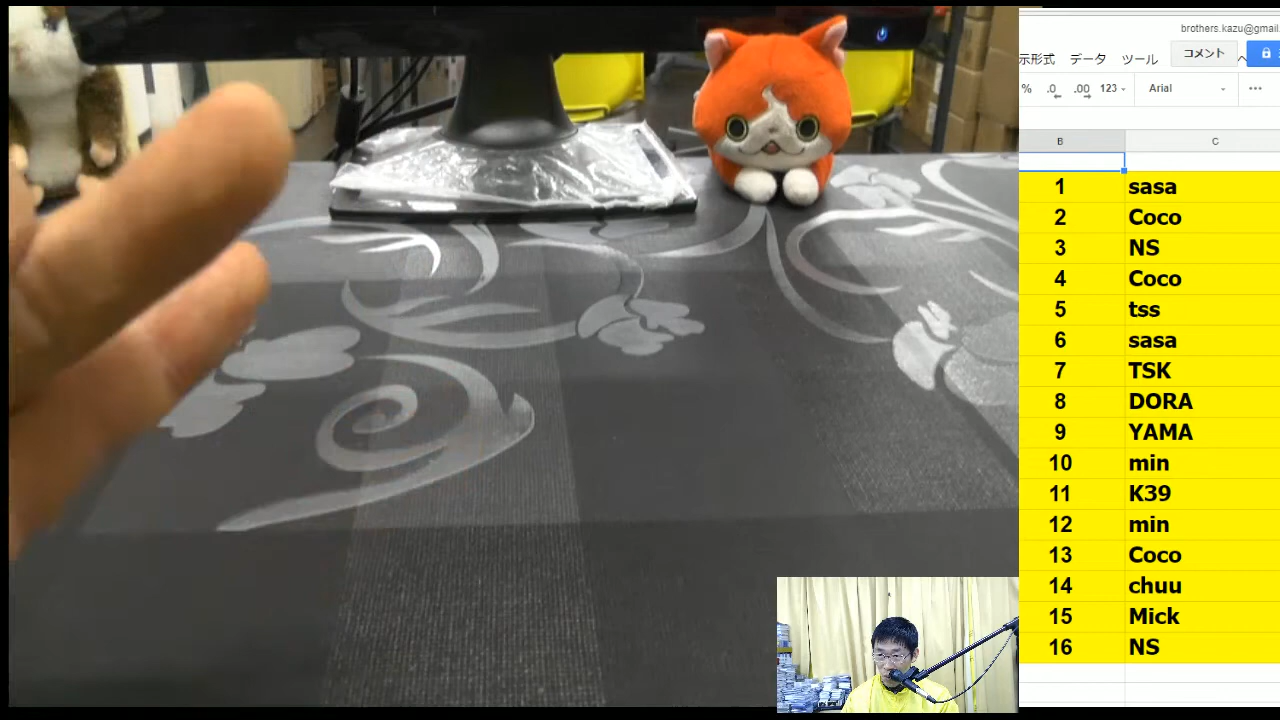 brothers.kazu@gmail.
示形式 データ ツール コメント
% .0 .00 123 Arial
B C
1 sasa
2 Coco
3 NS
4 Coco
5 tss
6 sasa
7 TSK
8 DORA
9 YAMA
10 min
11 K39
12 min
13 Coco
14 chuu
15 Mick
16 NS